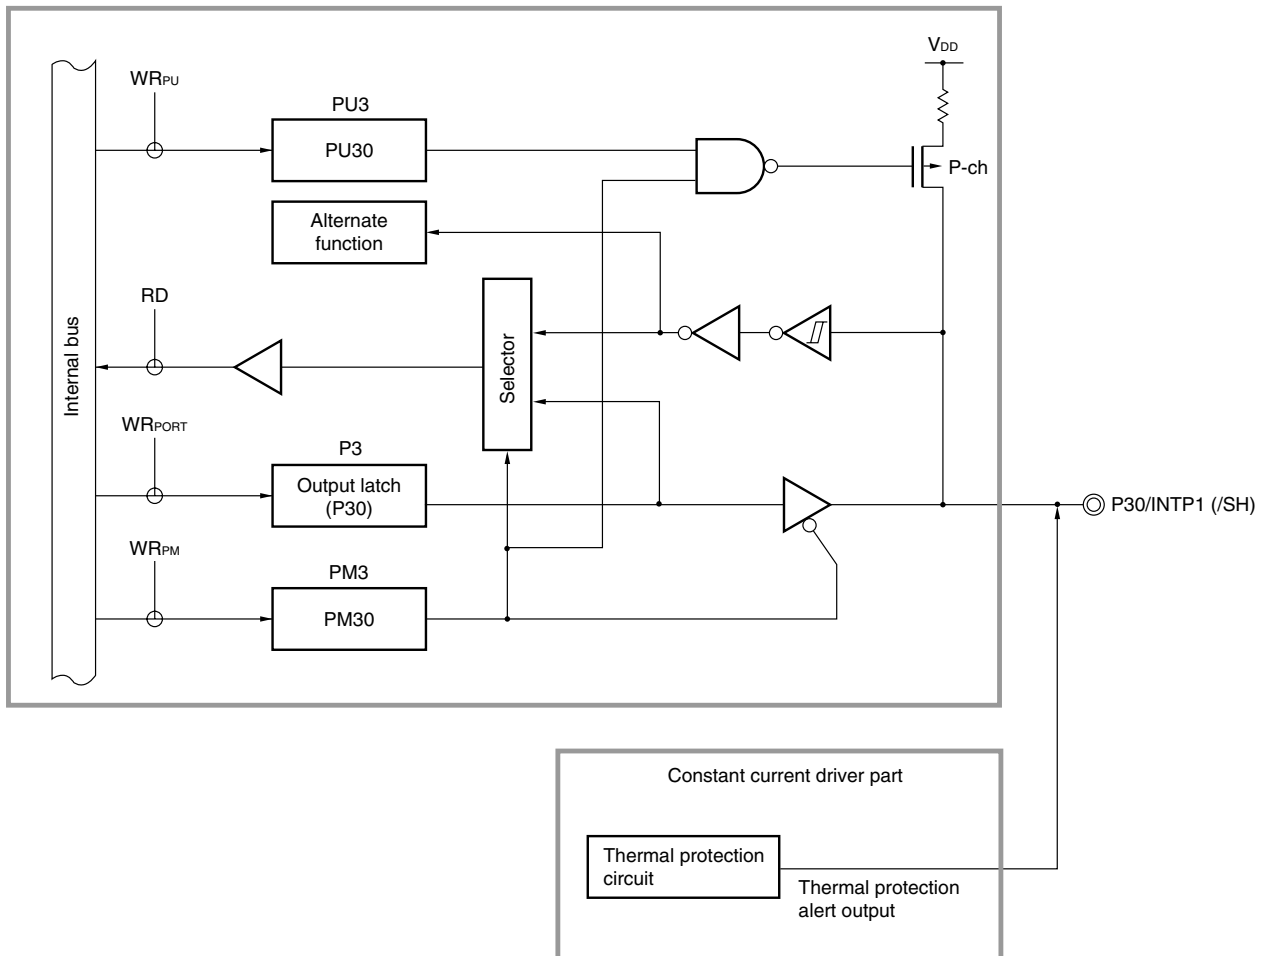 VDD
WRPU
PU3
PU30
P-ch
Alternate
function
RD
Internal bus
Selector
WRPORT
P3
Output latch
(P30)
P30/INTP1 (/SH)
WRPM
PM3
PM30
Constant current driver part
Thermal protection
circuit
Thermal protection
alert output